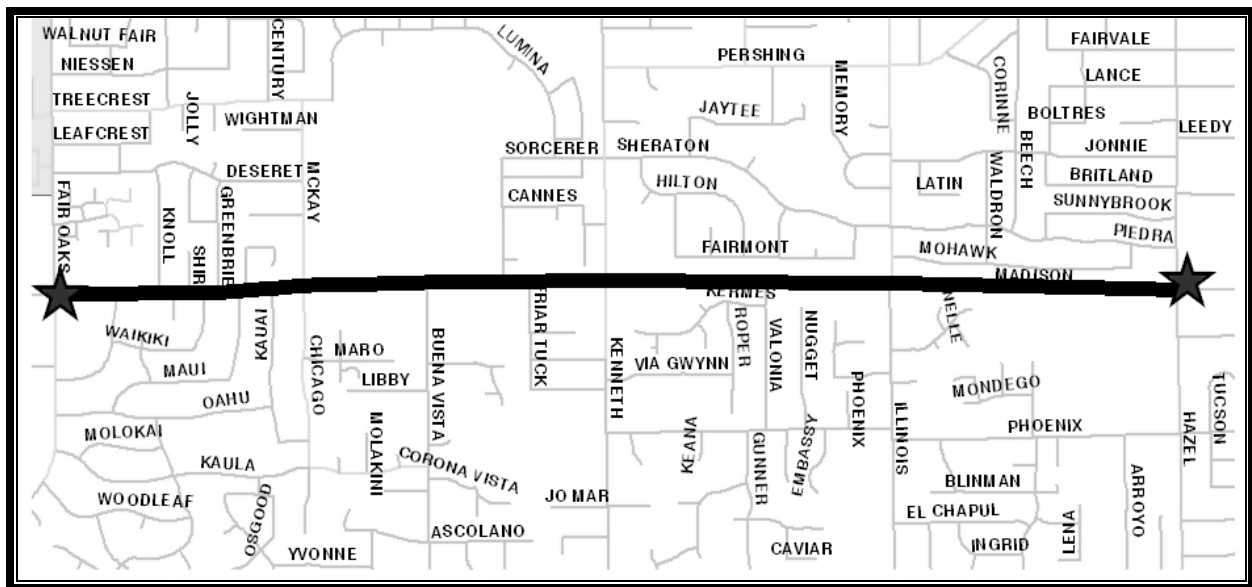 WALNUT FAIR
NIESSEN
CENTURY
LUMINA
PERSHING
FAIRVALE
LANCE
TREECREST
JOLLY
WIGHTMAN
JAYTEE
MEMORY
CORINNE
BOLTRES
LEEDY
LEAFCREST
SORCERER
SHERATON
BEECH
JONNIE
DESERET
MCKAY
HILTON
LATIN
WALDRON
BRITLAND
CANNES
SUNNYBROOK
FAIR OAKS
KNOLL
SHIR
GREENBRIE
FAIRMONT
MOHAWK
PIEDRA
MADISON
KERMES
WAIKIKI
KAUAI
CHICAGO
MARO
BUENA VISTA
FRIAR TUCK
KENNETH
ROPER
VALONIA
NUGGET
NELLE
MAUI
LIBBY
VIA GWYNN
PHOENIX
MONDEGO
TUCSON
OAHU
MOLOKAI
MOLAKINI
KEANA
GUNNER
EMBASSY
ILLINOIS
PHOENIX
HAZEL
KAULA
CORONA VISTA
BLINMAN
ARROYO
WOODLEAF
OSGOOD
JO MAR
EL CHAPUL
LENA
YVONNE
ASCOLANO
CAVIAR
INGRID